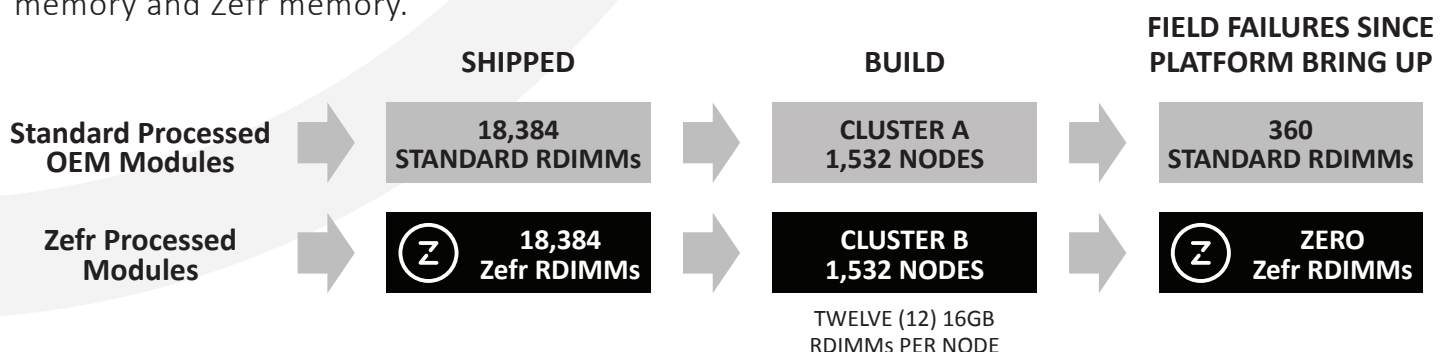 memory and Zefr memory.
FIELD FAILURES SINCE
PLATFORM BRING UP
SHIPPED
BUILD
Standard Processed
OEM Modules
18,384
STANDARD RDIMMs
CLUSTER A
1,532 NODES
360
STANDARD RDIMMs
Zefr Processed
Modules
Z
18,384
Zefr RDIMMs
CLUSTER B
1,532 NODES
Z
ZERO
Zefr RDIMMs
TWELVE (12) 16GB
RDIMMs PER NODE